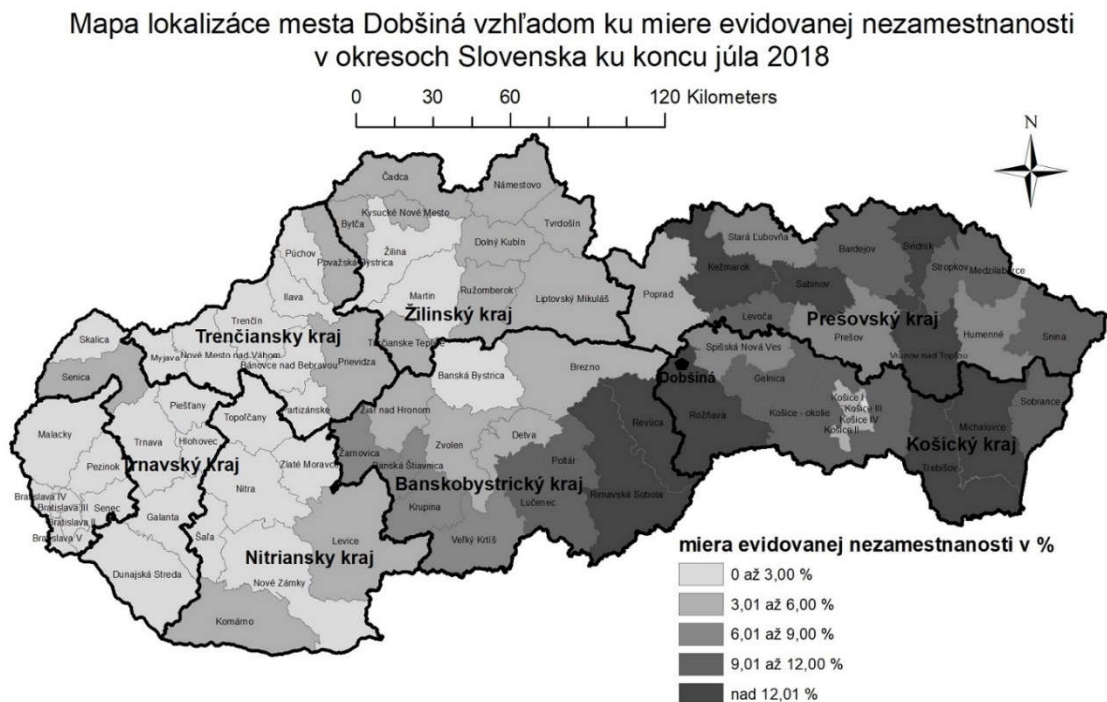 Mapa lokalizáce mesta Dobšiná vzhľadom ku miere evidovanej nezamestnanosti
v okresoch Slovenska ku koncu júla 2018
0 30 60 120 Kilometers
N
Čadca
Námestovo
Kysucké Nové Mesto
Bytča
Tvrdošín
Stará Ľubovňa
Púchov
Dolný Kubín
Bardejov
Svidník
Žilina
Považská Bystrica
Stropkov
Medzilaborce
Kežmarok
Sabinov
Ilava
Martin
Ružomberok
Liptovský Mikuláš
Poprad
Žilinský kraj
Levoča
Prešovský kraj
Trenčín
Skalica
Trenčiansky kraj
Prešov
Humenné
Snina
Turčianske Teplice
Spišská Nová Ves
Vranov nad Topľou
Myjava
Nové Mesto nad Váhom
Bánovce nad Bebravou
Prievidza
Brezno
Banská Bystrica
Dobšiná
Gelnica
Senica
Piešťany
Partizánske
Topoľčany
Žiar nad Hronom
Košice I
Košice III
Košice IV
Košice II
Sobrance
Rožňava
Košice - okolie
Michalovce
Košický kraj
Malacky
Trnava
Hlohovec
Detva
Revúca
Zvolen
Žarnovica
Banská Štiavnica
Poltár
Trebišov
Pezinok
Trnavský kraj
Zlaté Moravce
Nitra
Banskobystrický kraj
Rimavská Sobota
Bratislava IV
Bratislava III
Senec
Bratislava II
Bratislava V
Galanta
Krupina
Lučenec
Šaľa
Levice
Veľký Krtíš
Nitriansky kraj
Dunajská Streda
Nové Zámky
Komárno
miera evidovanej nezamestnanosti v %
0 až 3,00 %
3,01 až 6,00 %
6,01 až 9,00 %
9,01 až 12,00 %
nad 12,01 %